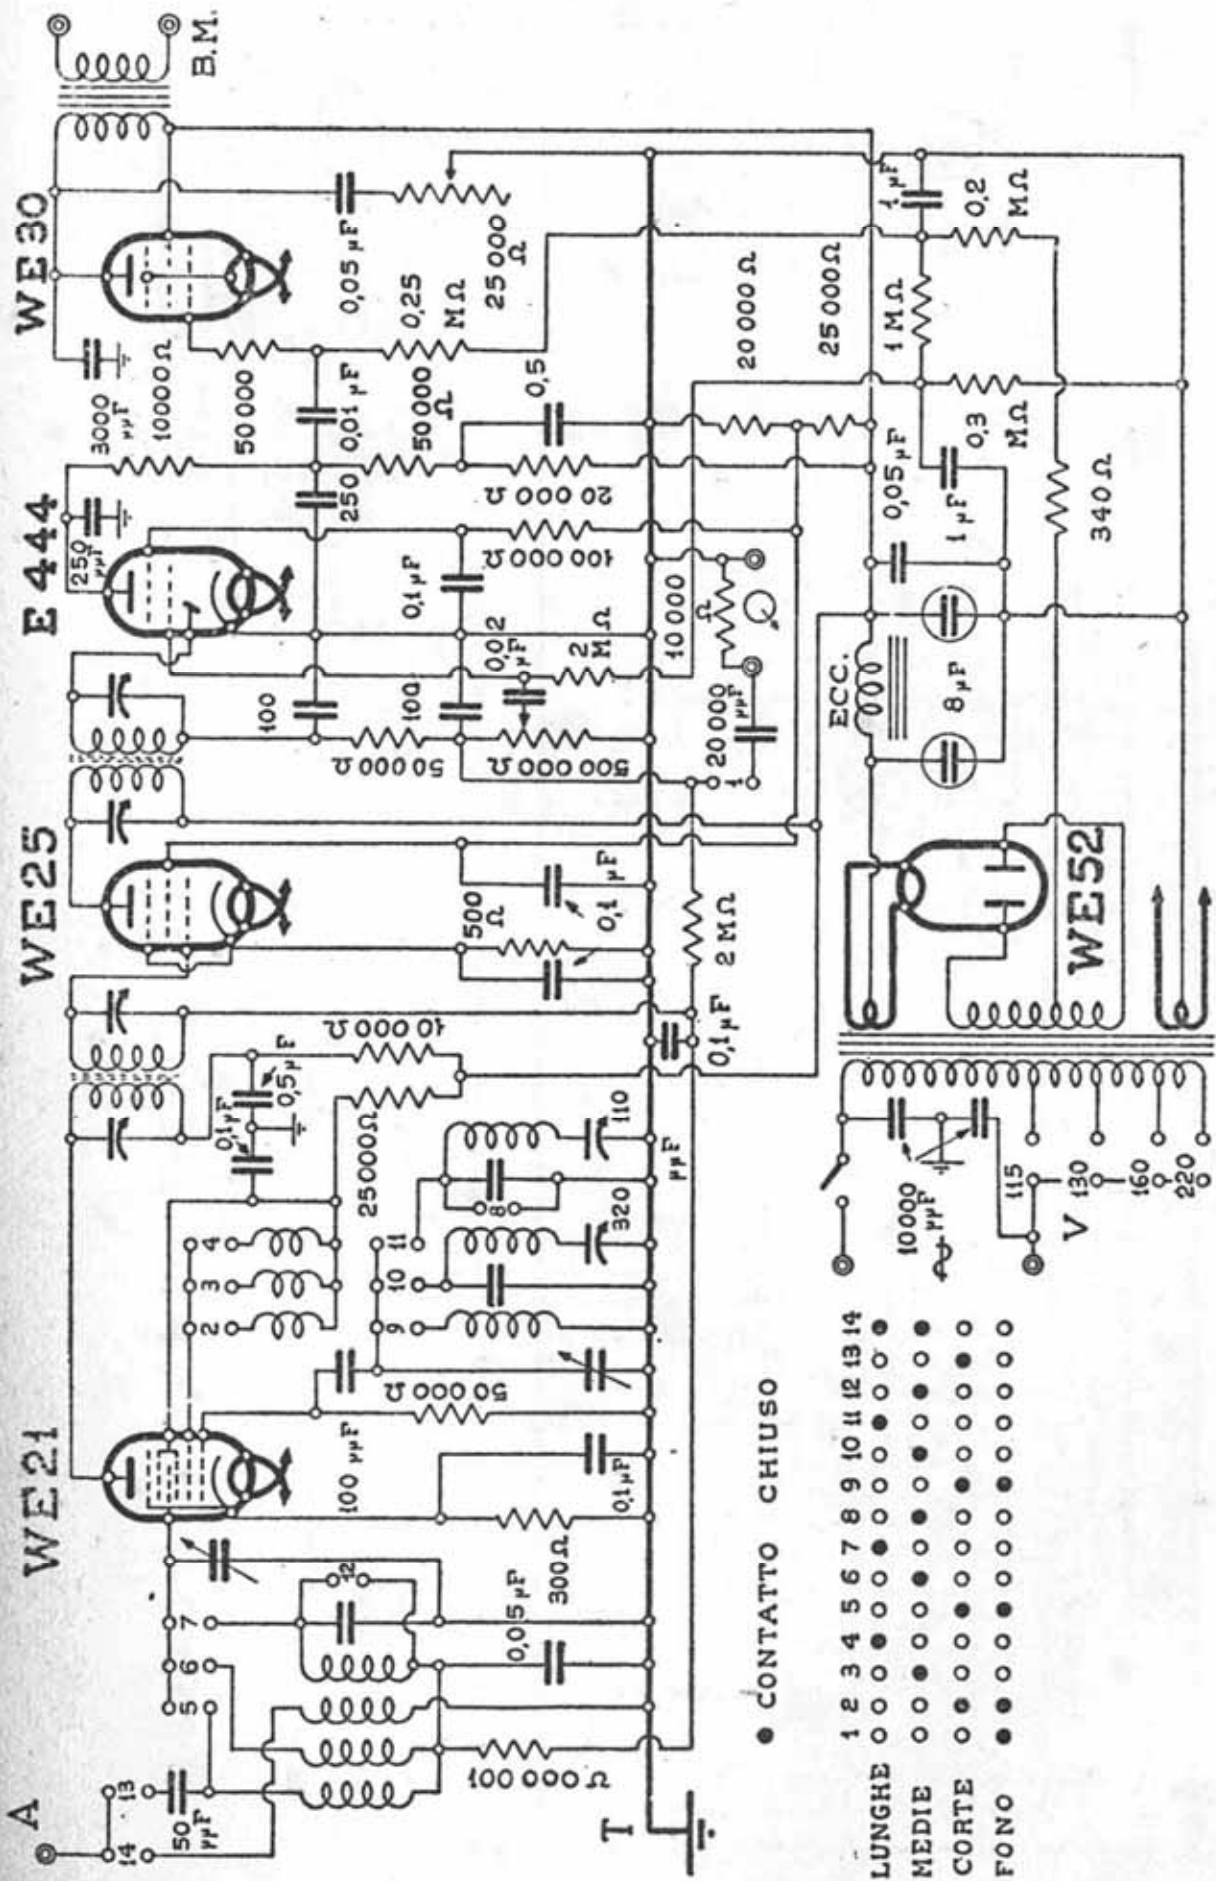 WE21
WE25
E 444
WE30
A
B.M.
14
13
50 µµF
5
6
7
12
0,05 µF
300 Ω
100 000 Ω
T
100 µµF
50 000 Ω
0,1 µF
2
3
4
9
10
11
8
320
110
µµF
25000Ω
10 000 Ω
0,1 µF
0,5 µF
500 Ω
0,1 µF
0,1 µF
2 MΩ
100
100
50 000 Ω
500 000 Ω
0,02 µF
2 MΩ
1
20 000 µµF
10 000 Ω
250 µµF
250
0,1 µF
100 000 Ω
3000 µµF
10000Ω
50000
0,01 µF
50 000 Ω
20 000 Ω
0,5
0,05 µF
0,25 MΩ
25 000 Ω
20 000 Ω
25 000 Ω
1 µF
0,2 MΩ
1 MΩ
0,3 MΩ
0,05 µF
1 µF
340 Ω
ECC.
8 µF
WE52
10000 µµF
V
115
130
160
220
● CONTATTO CHIUSO
1 2 3 4 5 6 7 8 9 10 11 12 13 14
LUNGHE ○ ○ ○ ● ○ ○ ● ○ ○ ○ ● ○ ○ ●
MEDIE ○ ○ ● ○ ○ ● ○ ● ○ ● ○ ● ○ ●
CORTE ○ ● ○ ○ ● ○ ○ ○ ● ○ ○ ○ ● ○
FONO ● ● ○ ○ ● ○ ○ ○ ● ○ ○ ○ ○ ○